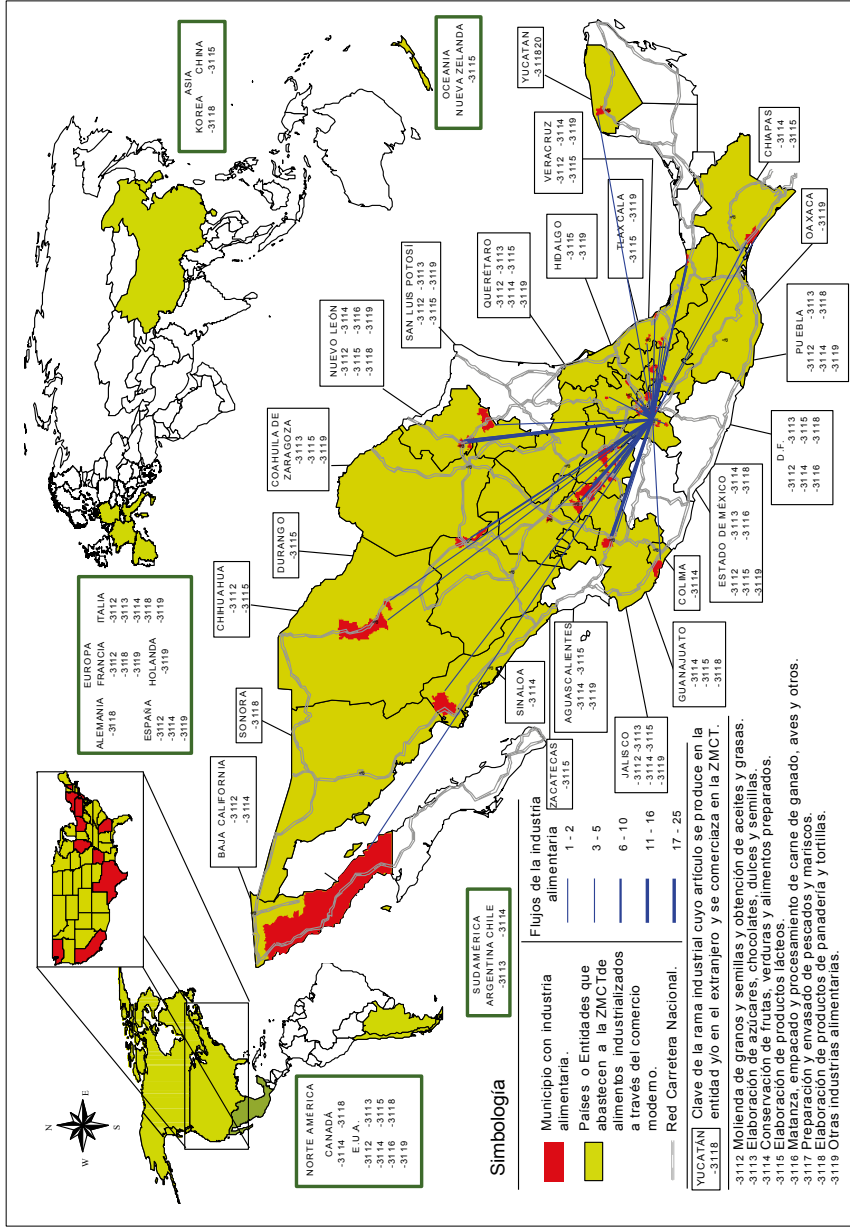 N
W
E
S
NORTE AMÉRICA
CANADÁ
-3114 -3118
E.U.A.
-3112 -3113
-3114 -3115
-3116 -3118
-3119
EUROPA
ALEMANIA FRANCIA ITALIA
-3118 -3112 -3112
-3118 -3113
-3119 -3114
ESPAÑA HOLANDA -3118
-3112 -3119 -3119
-3114
-3119
ASIA
KOREA CHINA
-3118 -3115
OCEANIA
NUEVA ZELANDA
-3115
SUDAMÉRICA
ARGENTINA CHILE
-3113 -3114
BAJA CALIFORNIA
-3112
-3114
SONORA
-3118
CHIHUAHUA
-3112
-3115
DURANGO
-3115
COAHUILA DE
ZARAGOZA
-3113
-3115
-3119
NUEVO LEÓN
-3112 -3114
-3115 -3116
-3118 -3119
SAN LUIS POTOSÍ
-3112 -3113
-3115 -3119
QUERÉTARO
-3112 -3113
-3114 -3115
-3119
HIDALGO
-3115
-3119
TLAXCALA
-3115 -3119
VERACRUZ
-3112 -3114
-3115 -3119
YUCATAN
-311820
CHIAPAS
-3114
-3115
OAXACA
-3119
PUEBLA
-3112 -3113
-3114 -3118
-3119
D.F.
-3112 -3113
-3114 -3115
-3116 -3118
ESTADO DE MÉXICO
-3112 -3113 -3114
-3115 -3116 -3118
-3119
COLIMA
-3114
GUANAJUATO
-3114
-3115
-3118
JALISCO
-3112 -3113
-3114 -3115
-3119
AGUASCALIENTES
-3114 -3115
-3119
SINALOA
-3114
ZACATECAS
-3115
Simbología
Municipio con industria
alimentaria.
Países o Entidades que
abastecen a la ZMCTde
alimentos industrializados
a través del comercio
moderno.
Red Carretera Nacional.
Flujos de la industria
alimentaria
1 - 2
3 - 5
6 - 10
11 - 16
17 - 25
YUCATÁN
-3118
Clave de la rama industrial cuyo artículo se produce en la
entidad y/o en el extranjero y se comerciaza en la ZMCT.
-3112 Molienda de granos y semillas y obtención de aceites y grasas.
-3113 Elaboración de azúcares, chocolates, dulces y semillas.
-3114 Conservación de frutas, verduras y alimentos preparados.
-3115 Elaboración de productos lácteos.
-3116 Matanza, empacado y procesamiento de carne de ganado, aves y otros.
-3117 Preparación y envasado de pescados y mariscos.
-3118 Elaboración de productos de panadería y tortillas.
-3119 Otras industrias alimentarias.